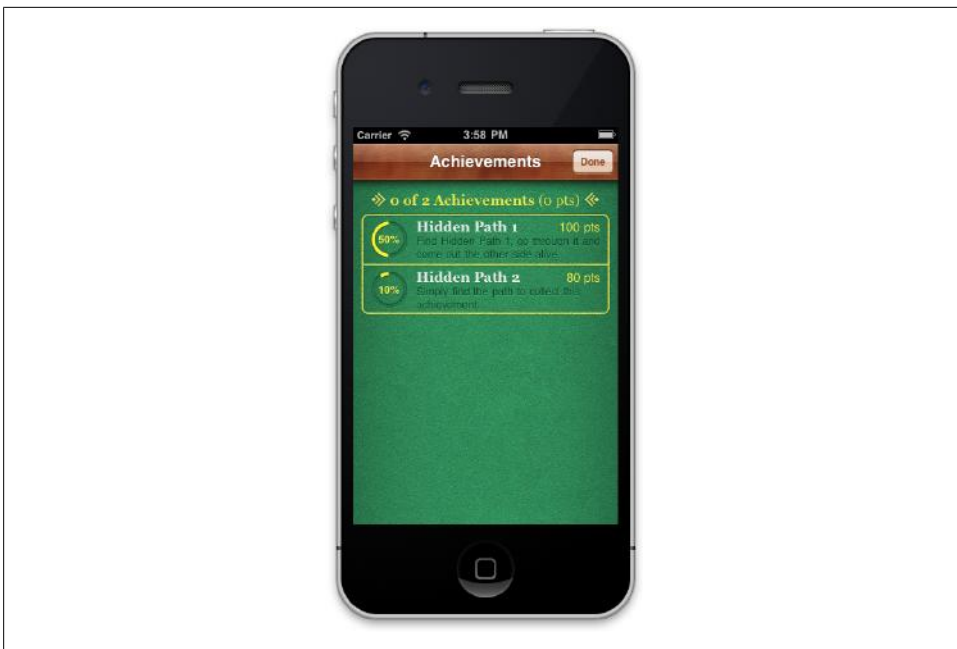 Carrier 3:58 PM
Achievements Done
0 of 2 Achievements (0 pts)
Hidden Path 1 100 pts
50% Find Hidden Path 1, go through it and
come out the other side alive.
Hidden Path 2 80 pts
10% Simply find the path to collect this
achievement.